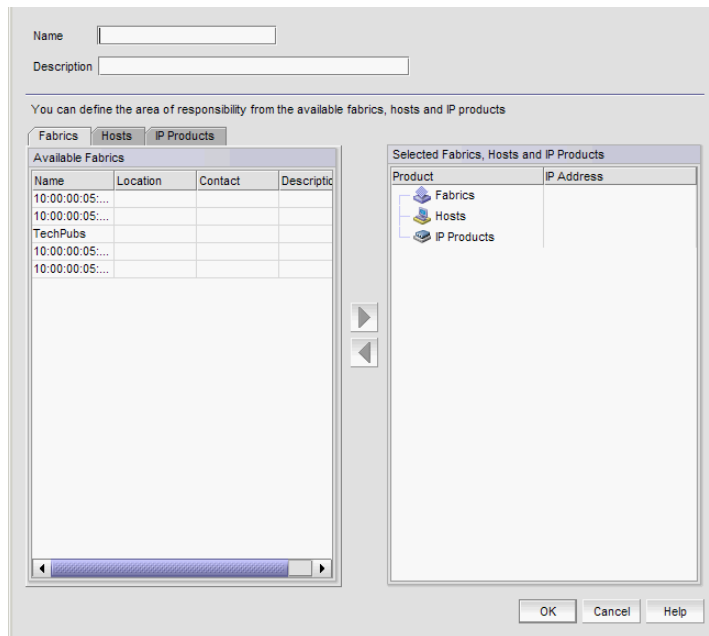 Name
Description
You can define the area of responsibility from the available fabrics, hosts and IP products
Fabrics Hosts IP Products
Available Fabrics
Name Location Contact Descriptio
10:00:00:05:...
10:00:00:05:...
TechPubs
10:00:00:05:...
10:00:00:05:...
Selected Fabrics, Hosts and IP Products
Product IP Address
Fabrics
Hosts
IP Products
OK Cancel Help